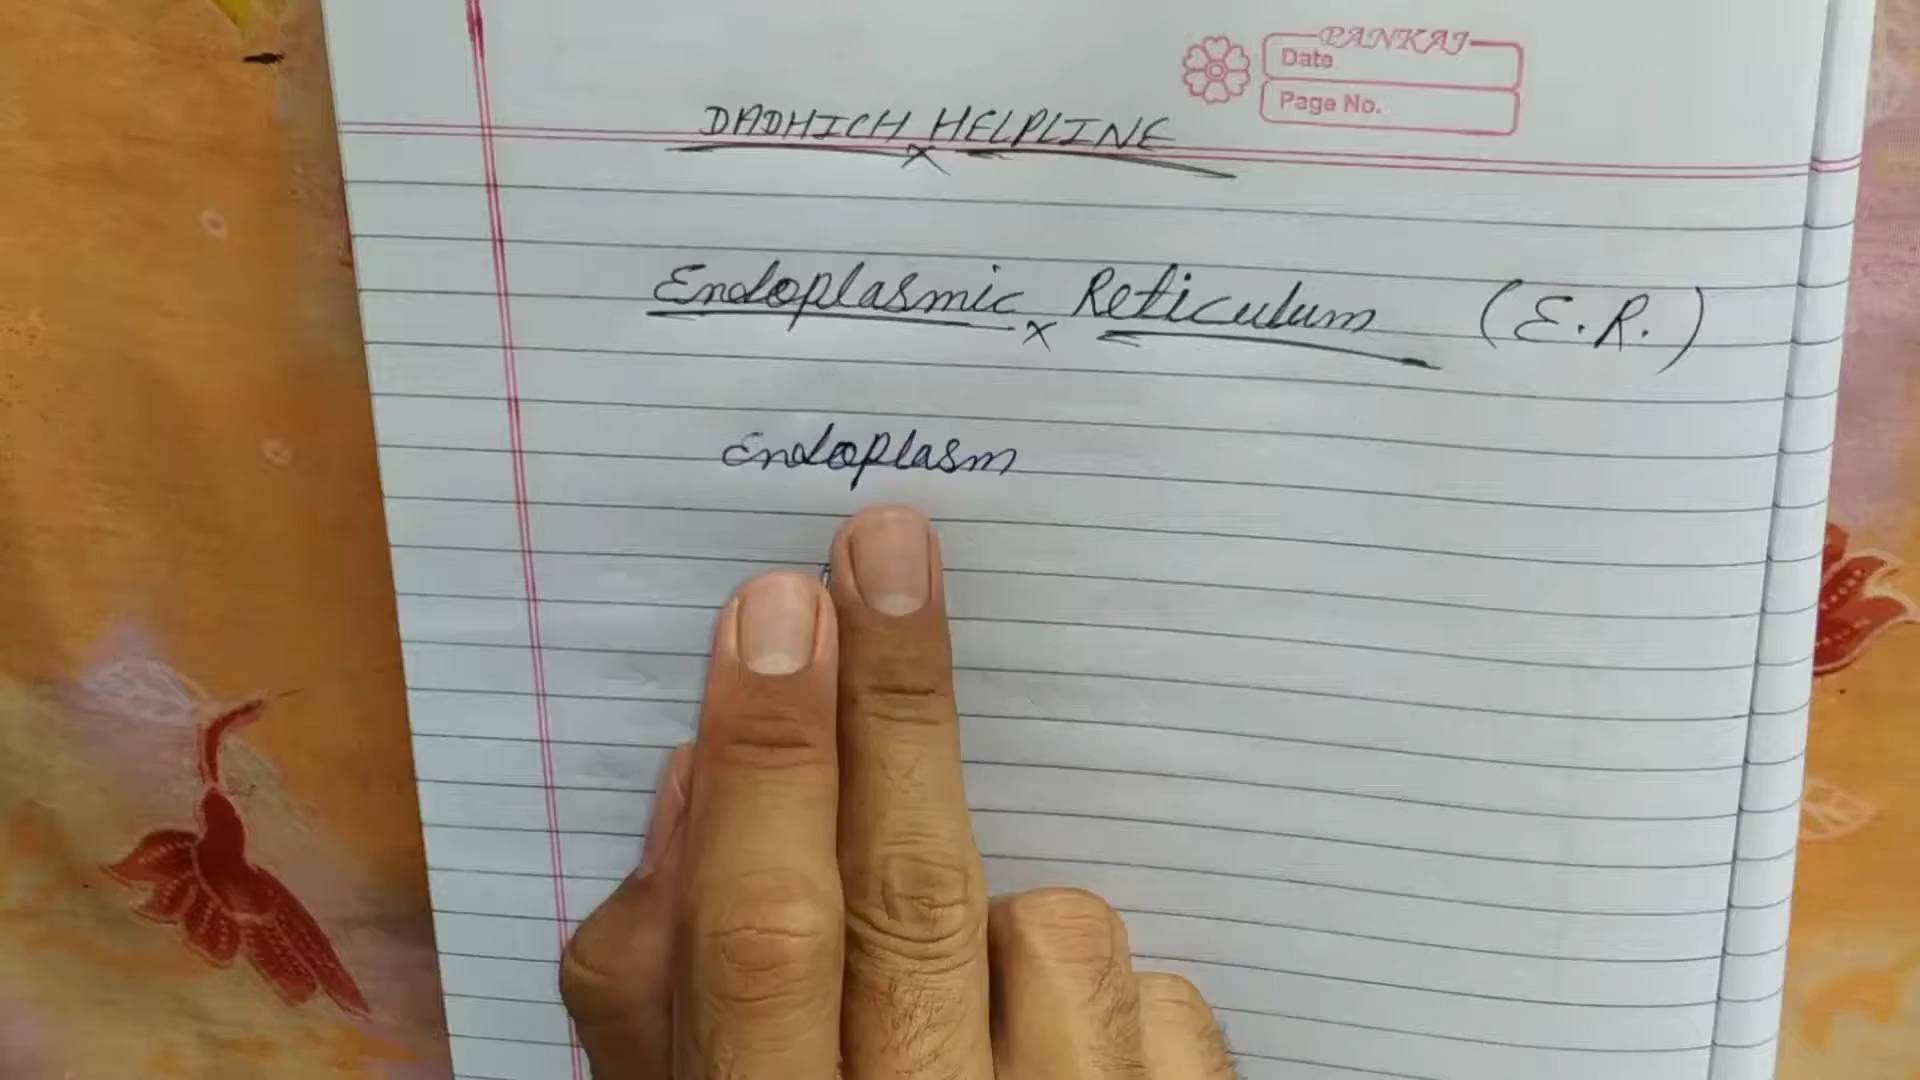 PANKAJ
Date
Page No.
DADHICH HELPLINE
Endoplasmic Reticulum (E.R.)
Endoplasm